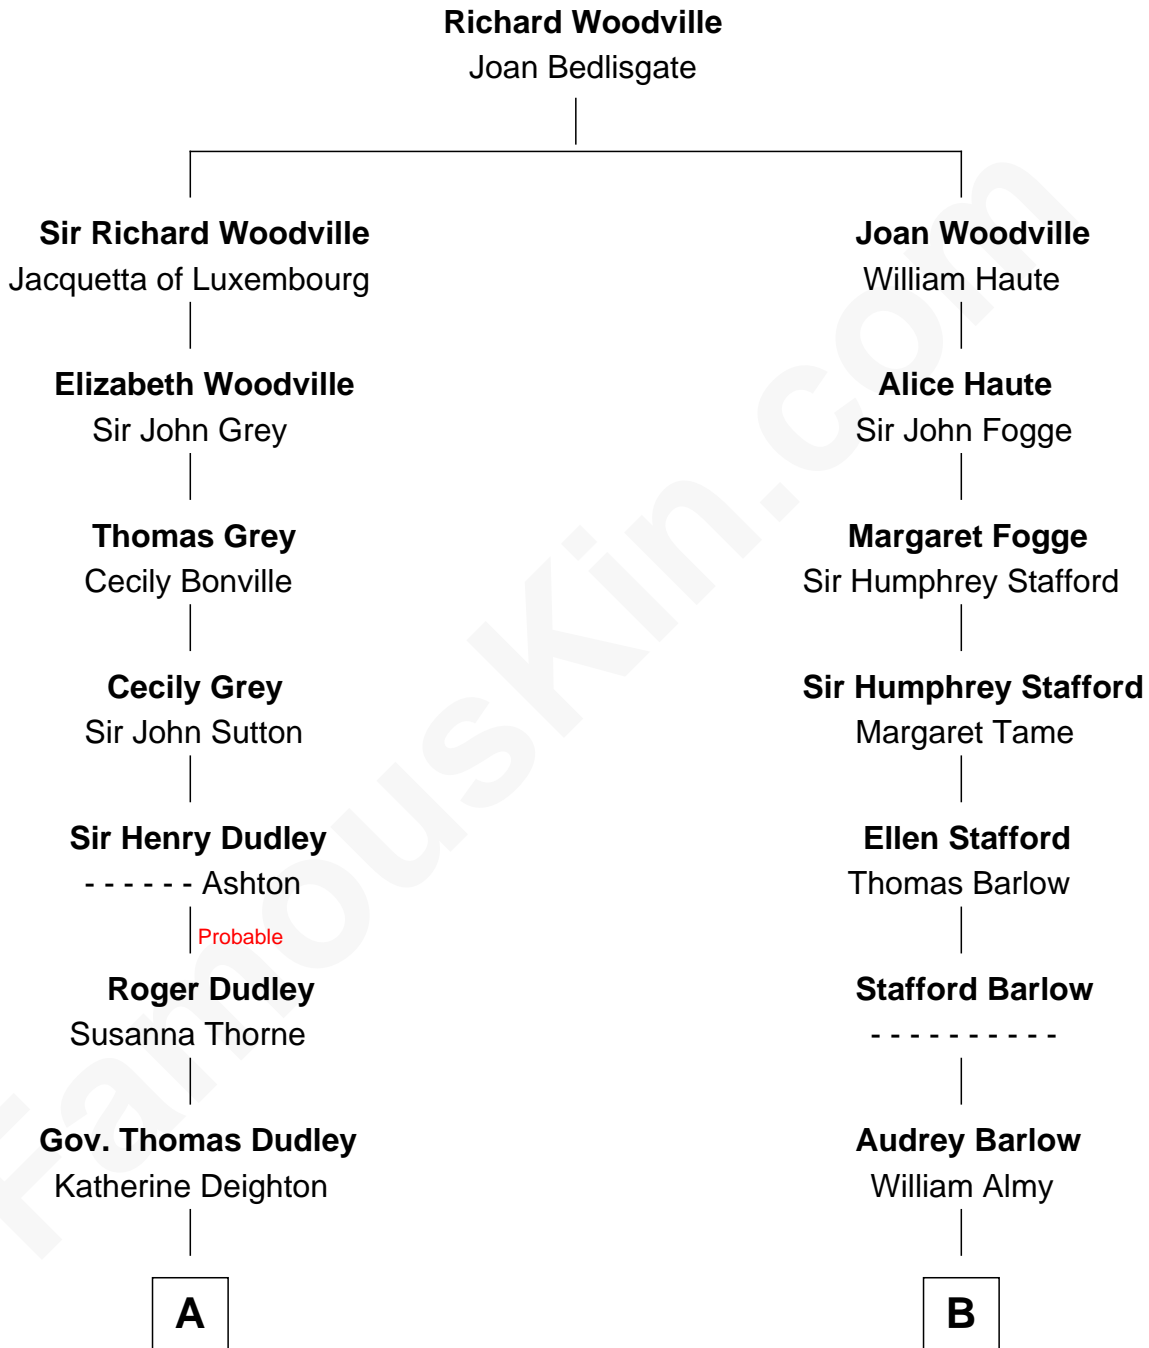 Richard Woodville
Joan Bedlisgate
Sir Richard Woodville
Jacquetta of Luxembourg
Joan Woodville
William Haute
Elizabeth Woodville
Sir John Grey
Alice Haute
Sir John Fogge
Thomas Grey
Cecily Bonville
Margaret Fogge
Sir Humphrey Stafford
Cecily Grey
Sir John Sutton
Sir Humphrey Stafford
Margaret Tame
Sir Henry Dudley
- - - - - - Ashton
Ellen Stafford
Thomas Barlow
Probable
Roger Dudley
Susanna Thorne
Stafford Barlow
- - - - - - - - - -
Gov. Thomas Dudley
Katherine Deighton
Audrey Barlow
William Almy
A
B
FamousKin.com